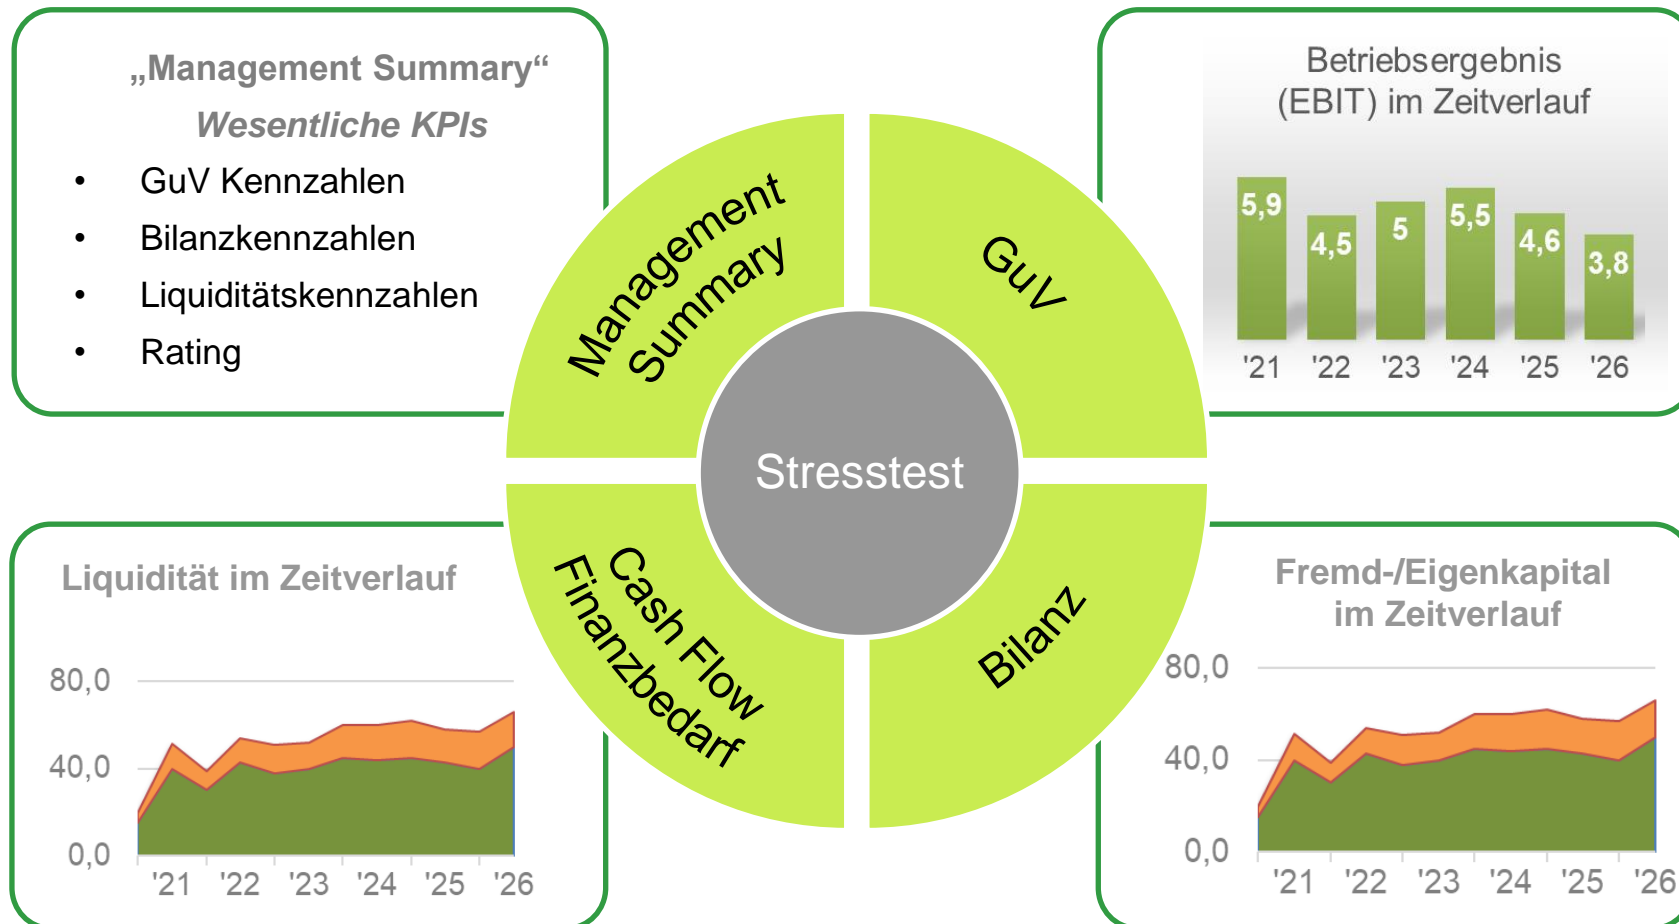 „Management Summary“
Wesentliche KPIs
• GuV Kennzahlen
• Bilanzkennzahlen
• Liquiditätskennzahlen
• Rating
Betriebsergebnis
(EBIT) im Zeitverlauf
5,9
4,5
5
5,5
4,6
3,8
'21
'22
'23
'24
'25
'26
Management
Summary
GuV
Stresstest
Cash Flow
Finanzbedarf
Bilanz
Liquidität im Zeitverlauf
80,0
40,0
0,0
'21
'22
'23
'24
'25
'26
Fremd-/Eigenkapital
im Zeitverlauf
80,0
40,0
0,0
'21
'22
'23
'24
'25
'26